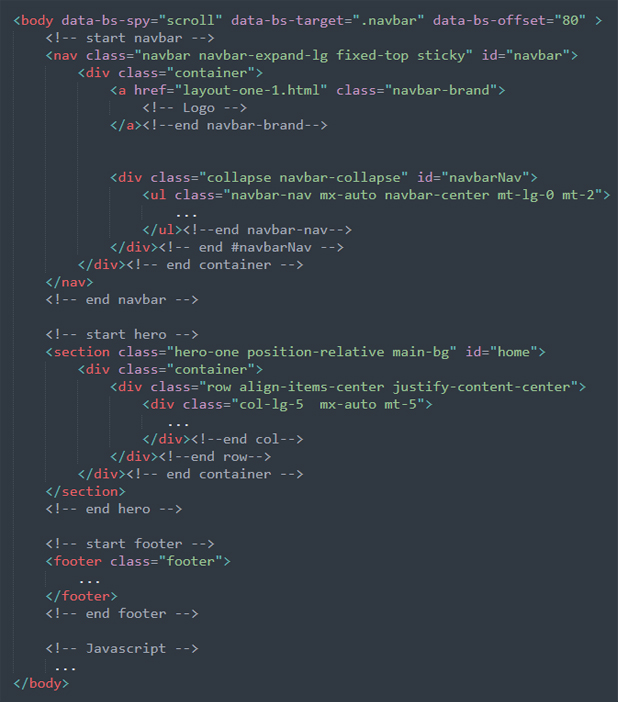 <body data-bs-spy="scroll" data-bs-target=".navbar" data-bs-offset="80" >
    <!-- start navbar -->
    <nav class="navbar navbar-expand-lg fixed-top sticky" id="navbar">
        <div class="container">
            <a href="layout-one-1.html" class="navbar-brand">
                <!-- Logo -->
            </a><!--end navbar-brand-->
            <div class="collapse navbar-collapse" id="navbarNav">
                <ul class="navbar-nav mx-auto navbar-center mt-lg-0 mt-2">
                    ...
                </ul><!--end navbar-nav-->
            </div><!-- end #navbarNav -->
        </div><!-- end container -->
    </nav>
    <!-- end navbar -->
    <!-- start hero -->
    <section class="hero-one position-relative main-bg" id="home">
        <div class="container">
            <div class="row align-items-center justify-content-center">
                <div class="col-lg-5  mx-auto mt-5">
                   ...
                </div><!--end col-->
            </div><!--end row-->
        </div><!-- end container -->
    </section>
    <!-- end hero -->
    <!-- start footer -->
    <footer class="footer">
        ...
    </footer>
    <!-- end footer -->
    <!-- Javascript -->
     ...
</body>